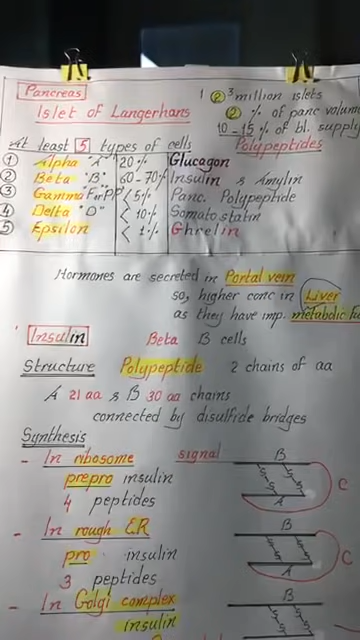 Pancreas
1 - 3 million islets
Islet of Langerhans
2 % of panc volum
10 - 15 % of bl. supply
At least 5 types of cells
Polypeptides
1 Alpha "A" 20 % Glucagon
2 Beta "B" 60 - 70 % Insulin & Amylin
3 Gamma "F or PP" < 5 % Panc. Polypeptide
4 Delta "D" < 10 % Somatostatin
5 Epsilon < 1 % Ghrelin
Hormones are secreted in Portal vein
so, higher conc in Liver
as they have imp. metabolic fu
Insulin Beta B cells
Structure Polypeptide 2 chains of aa
A 21 aa & B 30 aa chains
connected by disulfide bridges
Synthesis
- In ribosome signal B
prepro insulin C
4 peptides A
- In rough ER B
pro insulin C
3 peptides A
- In Golgi complex B
insulin